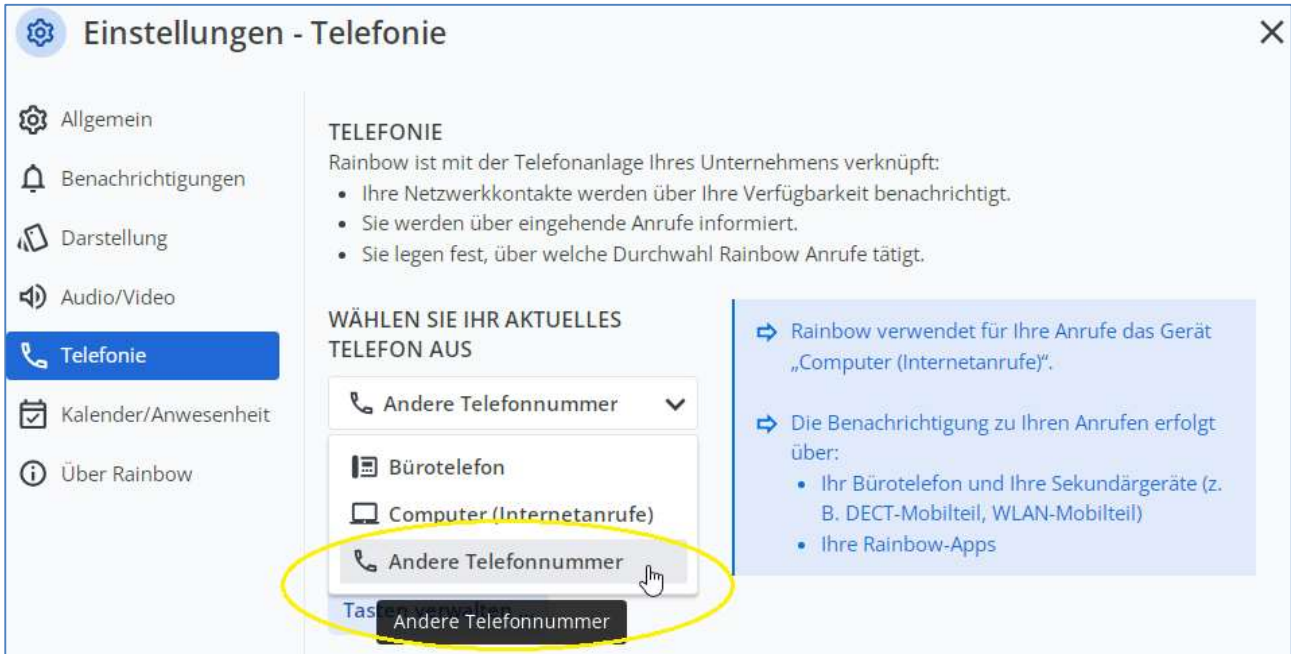 Einstellungen - Telefonie
Allgemein
Benachrichtigungen
Darstellung
Audio/Video
Telefonie
Kalender/Anwesenheit
Über Rainbow
TELEFONIE
Rainbow ist mit der Telefonanlage Ihres Unternehmens verknüpft:
• Ihre Netzwerkkontakte werden über Ihre Verfügbarkeit benachrichtigt.
• Sie werden über eingehende Anrufe informiert.
• Sie legen fest, über welche Durchwahl Rainbow Anrufe tätigt.
WÄHLEN SIE IHR AKTUELLES
TELEFON AUS
Andere Telefonnummer
Bürotelefon
Computer (Internetanrufe)
Andere Telefonnummer
Tasten verwalten
Andere Telefonnummer
Rainbow verwendet für Ihre Anrufe das Gerät
„Computer (Internetanrufe)“.
Die Benachrichtigung zu Ihren Anrufen erfolgt
über:
• Ihr Bürotelefon und Ihre Sekundärgeräte (z.
B. DECT-Mobilteil, WLAN-Mobilteil)
• Ihre Rainbow-Apps